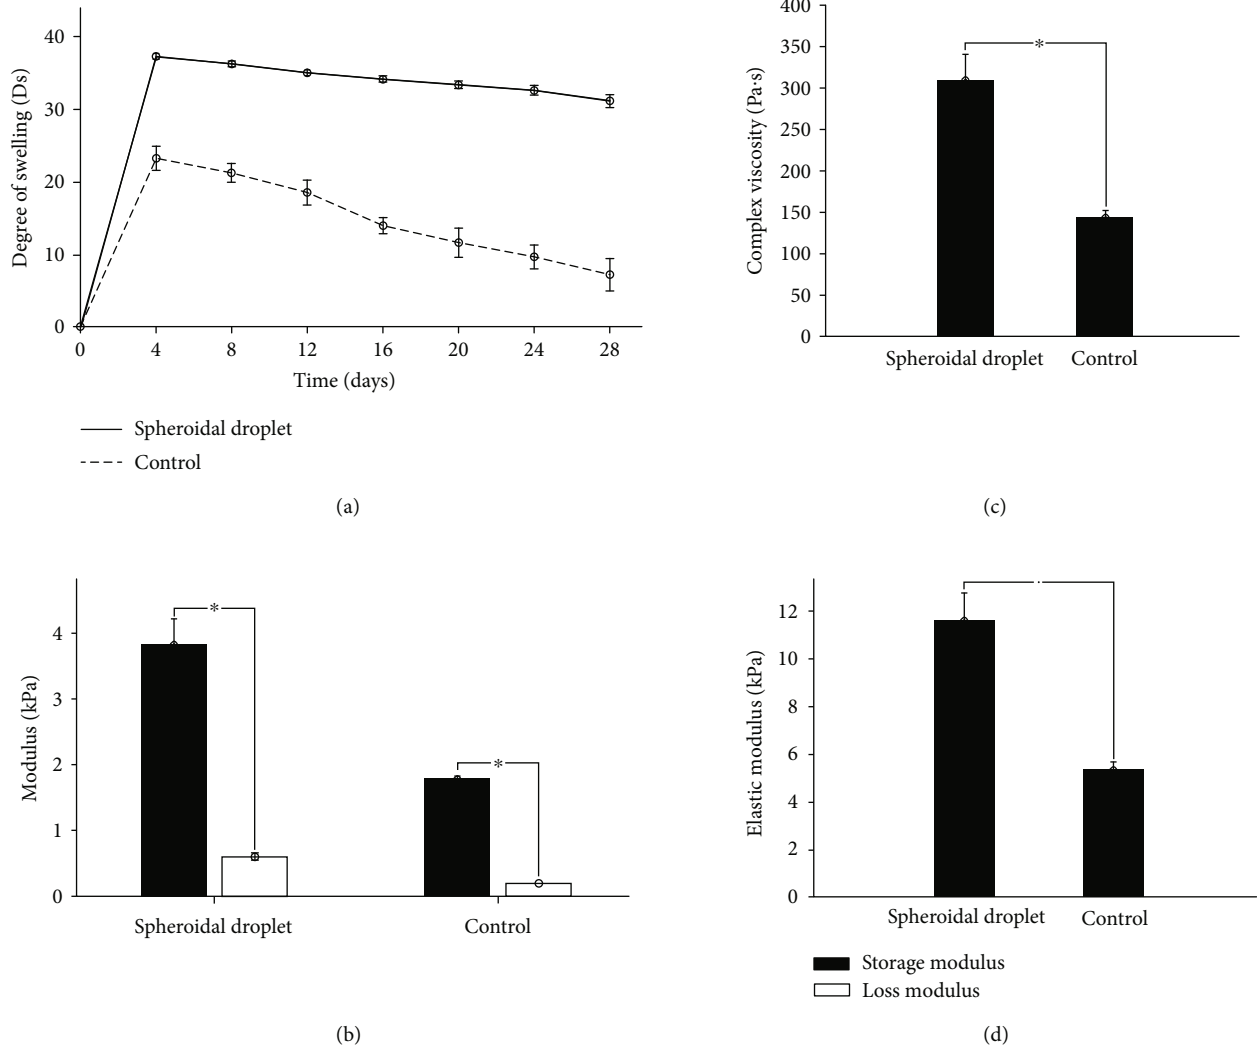 40
30
20
10
0
Degree of swelling (Ds)
0 4 8 12 16 20 24 28
Time (days)
Spheroidal droplet
Control
(a)
400
350
300
250
200
150
100
50
0
Complex viscosity (Pa·s)
*
Spheroidal droplet Control
(c)
4
3
2
1
0
Modulus (kPa)
*
*
Spheroidal droplet Control
(b)
12
10
8
6
4
2
0
Elastic modulus (kPa)
·
Spheroidal droplet Control
Storage modulus
Loss modulus
(d)